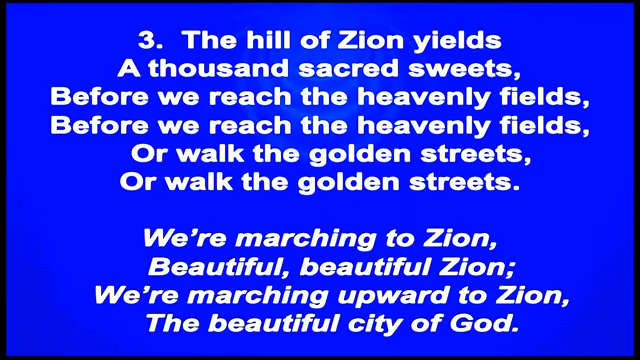 3. The hill of Zion yields
A thousand sacred sweets,
Before we reach the heavenly fields,
Before we reach the heavenly fields,
Or walk the golden streets,
Or walk the golden streets.
We're marching to Zion,
Beautiful, beautiful Zion;
We're marching upward to Zion,
The beautiful city of God.